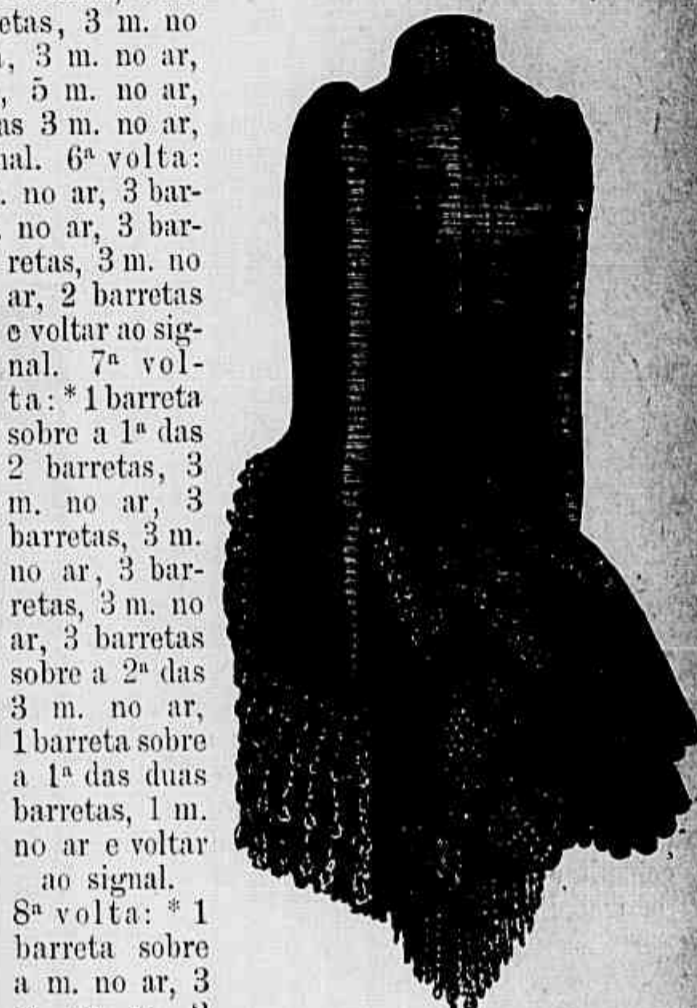 etas, 3 m. no
, 3 m. no ar,
, 5 m. no ar,
as 3 m. no ar,
nal. 6ª volta:
. no ar, 3 bar-
. no ar, 3 bar-
retas, 3 m. no
ar, 2 barretas
e voltar ao sig-
nal. 7ª vol-
ta: * 1 barreta
sobre a 1ª das
2 barretas, 3
m. no ar, 3
barretas, 3 m.
no ar, 3 bar-
retas, 3 m. no
ar, 3 barretas
sobre a 2ª das
3 m. no ar,
1 barreta sobre
a 1ª das duas
barretas, 1 m.
no ar e voltar
ao signal.
8ª volta: * 1
barreta sobre
a m. no ar, 3